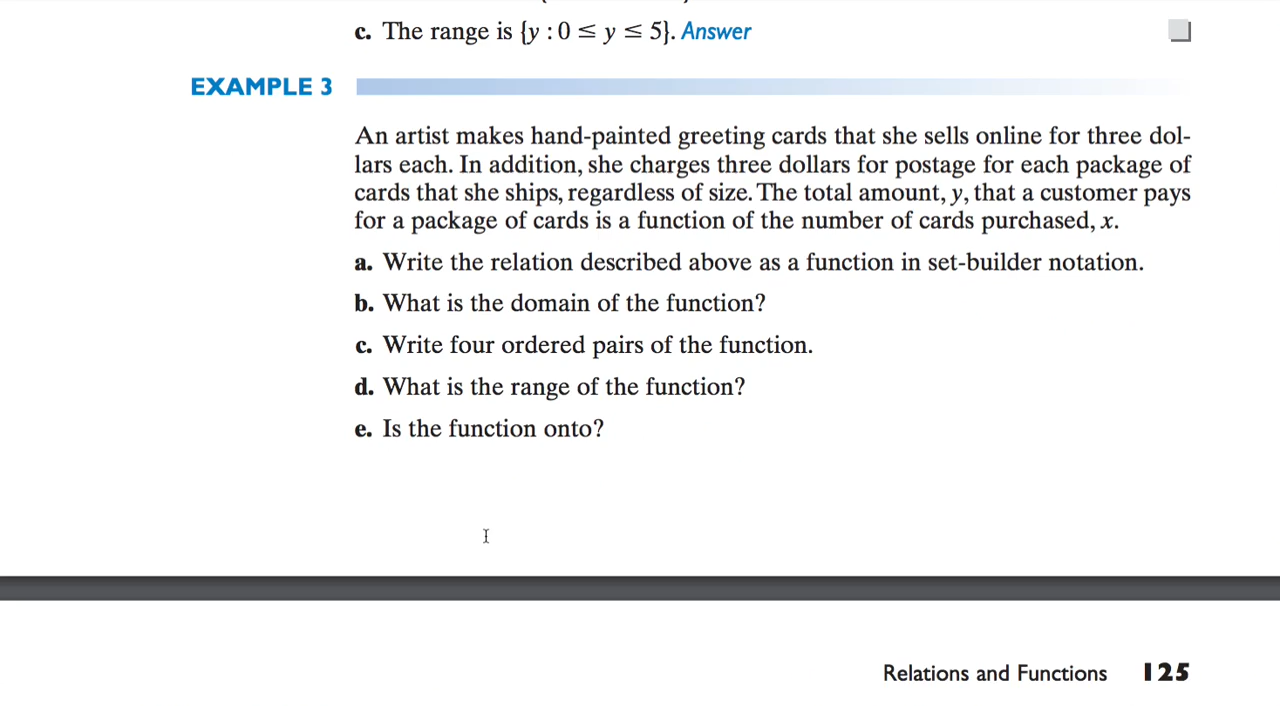 c. The range is {y : 0 ≤ y ≤ 5}. Answer
EXAMPLE 3
An artist makes hand-painted greeting cards that she sells online for three dol-
lars each. In addition, she charges three dollars for postage for each package of
cards that she ships, regardless of size. The total amount, y, that a customer pays
for a package of cards is a function of the number of cards purchased, x.
a. Write the relation described above as a function in set-builder notation.
b. What is the domain of the function?
c. Write four ordered pairs of the function.
d. What is the range of the function?
e. Is the function onto?
Relations and Functions 125